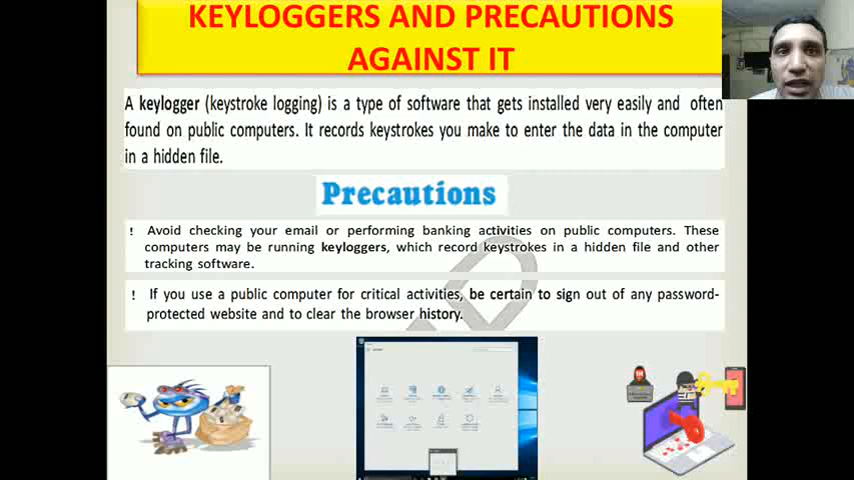 KEYLOGGERS AND PRECAUTIONS
AGAINST IT
A keylogger (keystroke logging) is a type of software that gets installed very easily and often
found on public computers. It records keystrokes you make to enter the data in the computer
in a hidden file.
Precautions
! Avoid checking your email or performing banking activities on public computers. These
computers may be running keyloggers, which record keystrokes in a hidden file and other
tracking software.
! If you use a public computer for critical activities, be certain to sign out of any password-
protected website and to clear the browser history.